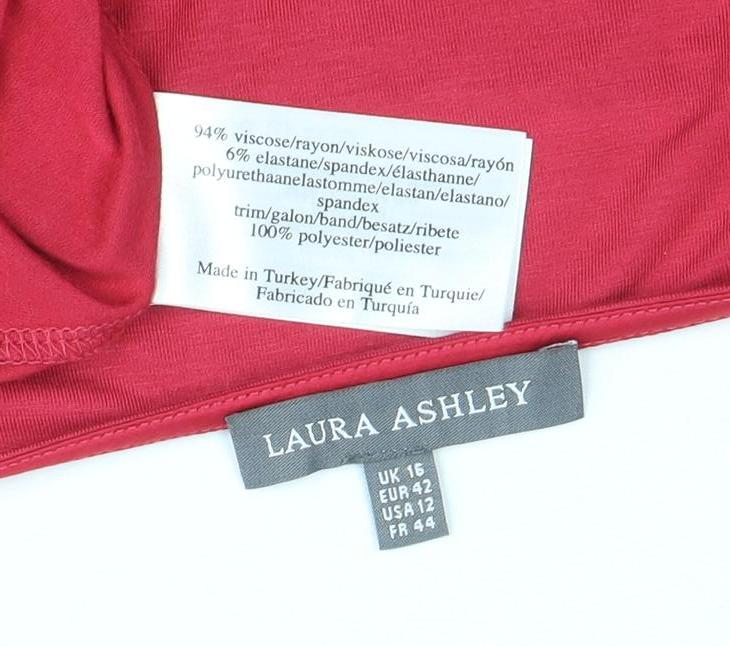 94% viscose/rayon/viskose/viscosa/rayón
6% elastane/spandex/élasthanne/
polyurethaanelastomme/elastan/elastano/
spandex
trim/galon/band/besatz/ribete
100% polyester/poliester
Made in Turkey/Fabriqué en Turquie/
Fabricado en Turquía
LAURA ASHLEY
UK 16
EUR 42
USA 12
FR 44